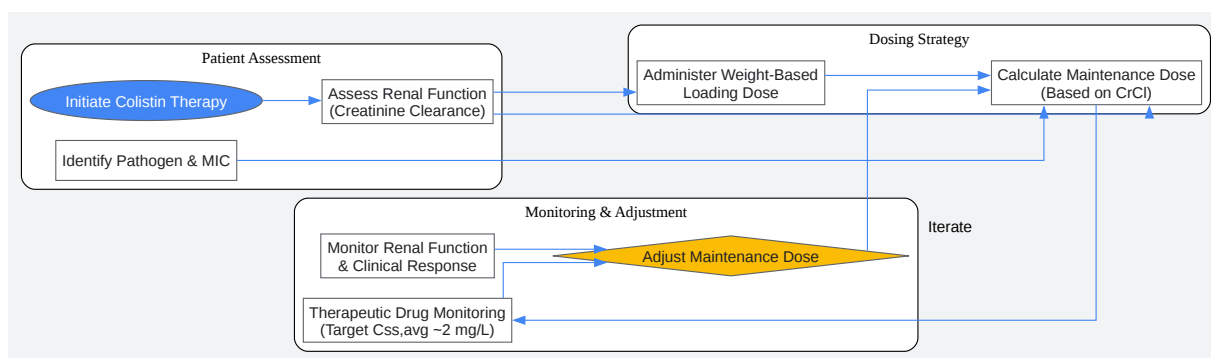 Patient Assessment
Initiate Colistin Therapy
Assess Renal Function
(Creatinine Clearance)
Identify Pathogen & MIC
Dosing Strategy
Administer Weight-Based
Loading Dose
Calculate Maintenance Dose
(Based on CrCl)
Monitoring & Adjustment
Monitor Renal Function
& Clinical Response
Adjust Maintenance Dose
Therapeutic Drug Monitoring
(Target Css,avg ~2 mg/L)
Iterate